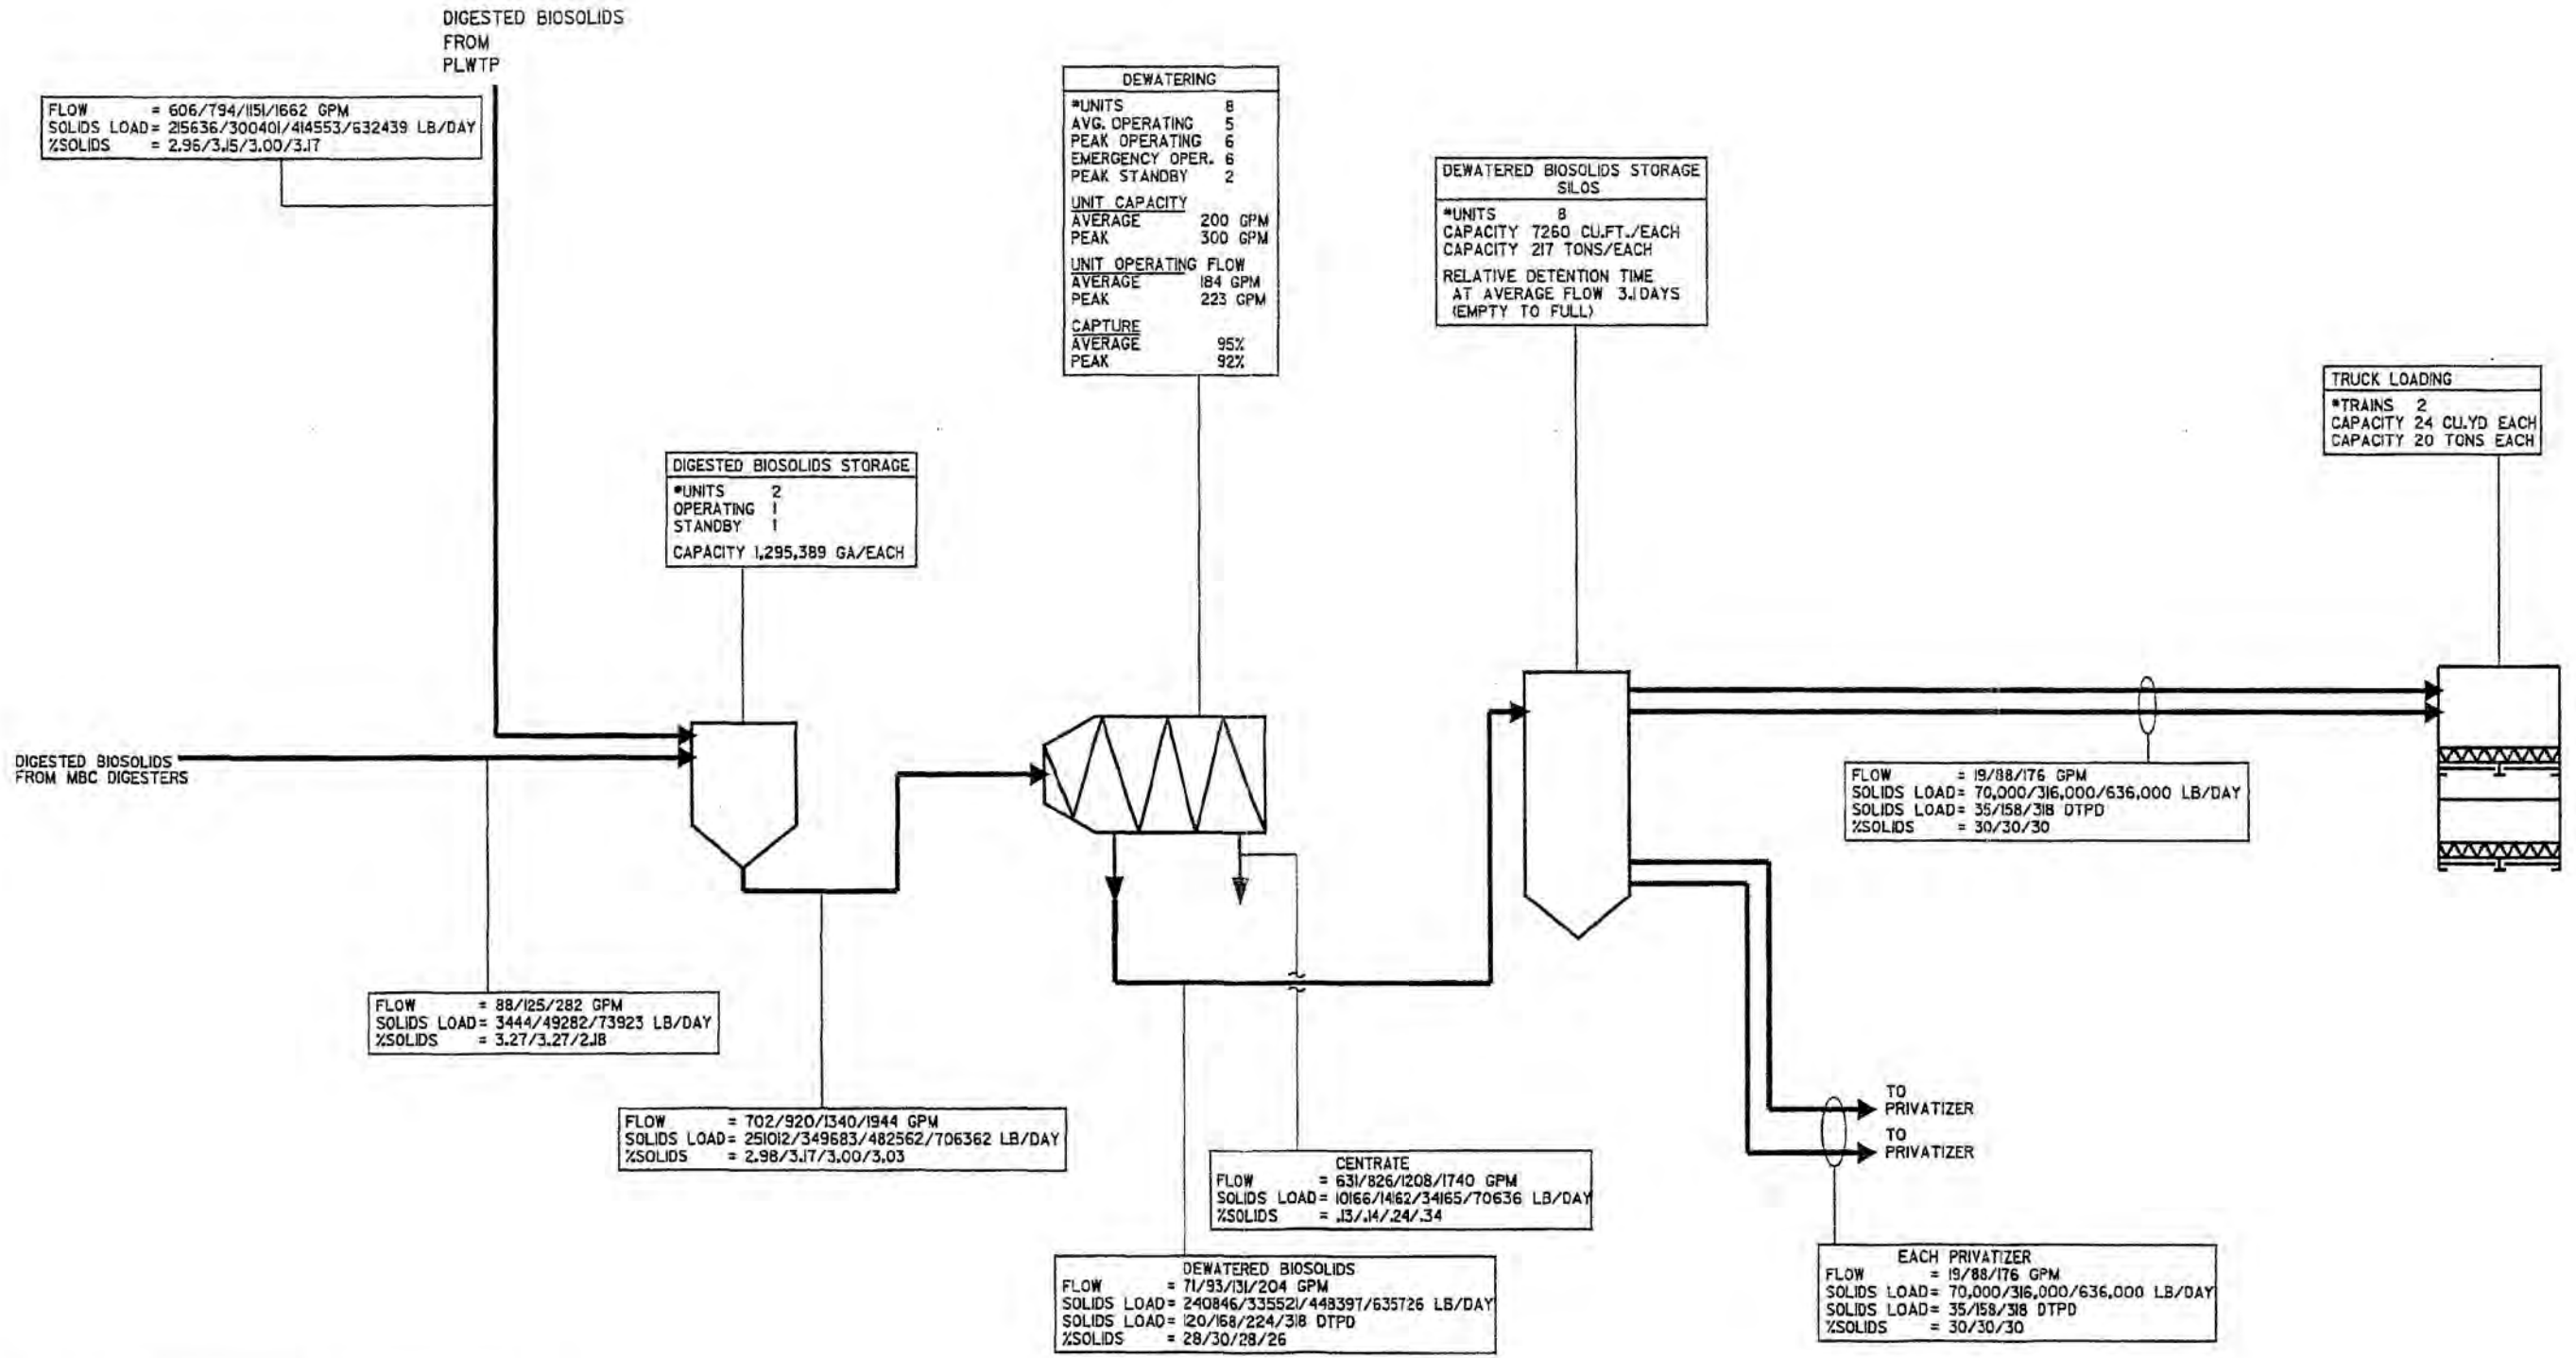 DIGESTED BIOSOLIDS
FROM
PLWTP
FLOW = 606/794/1151/1662 GPM
SOLIDS LOAD= 215636/300401/414553/632439 LB/DAY
%SOLIDS = 2.96/3.15/3.00/3.17
DEWATERING
*UNITS 8
AVG. OPERATING 5
PEAK OPERATING 6
EMERGENCY OPER. 6
PEAK STANDBY 2
UNIT CAPACITY
AVERAGE 200 GPM
PEAK 300 GPM
UNIT OPERATING FLOW
AVERAGE 184 GPM
PEAK 223 GPM
CAPTURE
AVERAGE 95%
PEAK 92%
DEWATERED BIOSOLIDS STORAGE
SILOS
*UNITS 8
CAPACITY 7260 CU.FT./EACH
CAPACITY 217 TONS/EACH
RELATIVE DETENTION TIME
AT AVERAGE FLOW 3.1 DAYS
(EMPTY TO FULL)
TRUCK LOADING
*TRAINS 2
CAPACITY 24 CU.YD EACH
CAPACITY 20 TONS EACH
DIGESTED BIOSOLIDS STORAGE
*UNITS 2
OPERATING 1
STANDBY 1
CAPACITY 1,295,389 GA/EACH
DIGESTED BIOSOLIDS
FROM MBC DIGESTERS
FLOW = 19/88/176 GPM
SOLIDS LOAD= 70,000/316,000/636,000 LB/DAY
SOLIDS LOAD= 35/158/318 DTPD
%SOLIDS = 30/30/30
FLOW = 88/125/282 GPM
SOLIDS LOAD= 3444/49282/73923 LB/DAY
%SOLIDS = 3.27/3.27/2.18
FLOW = 702/920/1340/1944 GPM
SOLIDS LOAD= 251012/349683/482562/706362 LB/DAY
%SOLIDS = 2.98/3.17/3.00/3.03
TO
PRIVATIZER
TO
PRIVATIZER
CENTRATE
FLOW = 631/826/1208/1740 GPM
SOLIDS LOAD= 10166/14162/34165/70636 LB/DAY
%SOLIDS = .13/.14/.24/.34
DEWATERED BIOSOLIDS
FLOW = 71/93/131/204 GPM
SOLIDS LOAD= 240846/335521/448397/635726 LB/DAY
SOLIDS LOAD= 120/168/224/318 DTPD
%SOLIDS = 28/30/28/26
EACH PRIVATIZER
FLOW = 19/88/176 GPM
SOLIDS LOAD= 70,000/316,000/636,000 LB/DAY
SOLIDS LOAD= 35/158/318 DTPD
%SOLIDS = 30/30/30